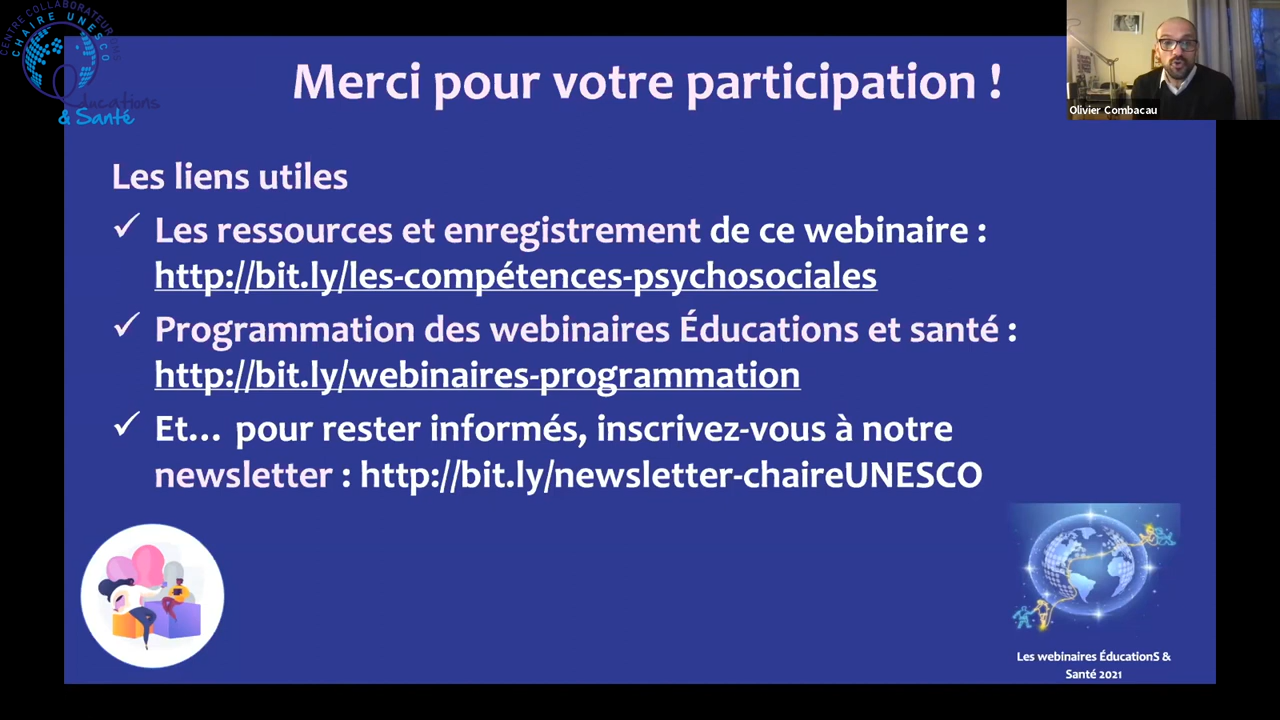 CENTRE COLLABORATEUR OMS
CHAIRE UNESCO
Educations
& Santé
Merci pour votre participation !
Olivier Combacau
Les liens utiles
✓ Les ressources et enregistrement de ce webinaire :
http://bit.ly/les-compétences-psychosociales
✓ Programmation des webinaires Éducations et santé :
http://bit.ly/webinaires-programmation
✓ Et... pour rester informés, inscrivez-vous à notre
newsletter : http://bit.ly/newsletter-chaireUNESCO
Les webinaires ÉducationS &
Santé 2021